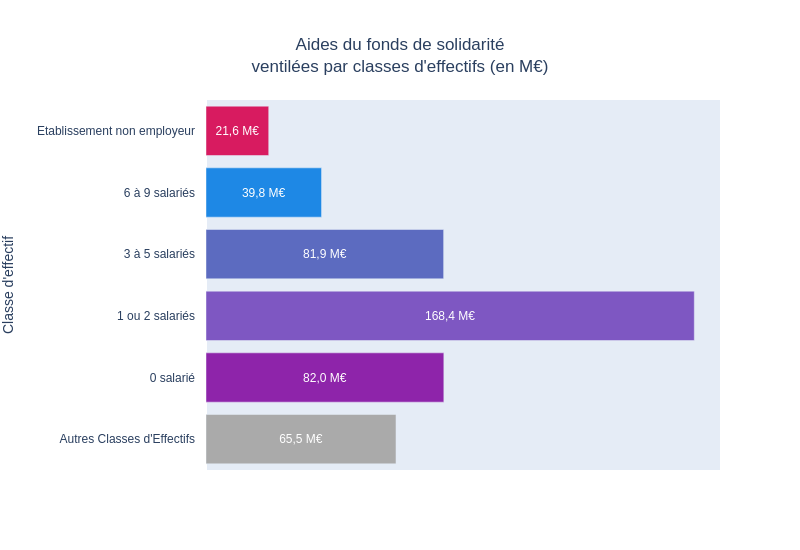 Aides du fonds de solidarité
ventilées par classes d'effectifs (en M€)
Classe d'effectif
Etablissement non employeur
21,6 M€
6 à 9 salariés
39,8 M€
3 à 5 salariés
81,9 M€
1 ou 2 salariés
168,4 M€
0 salarié
82,0 M€
Autres Classes d'Effectifs
65,5 M€